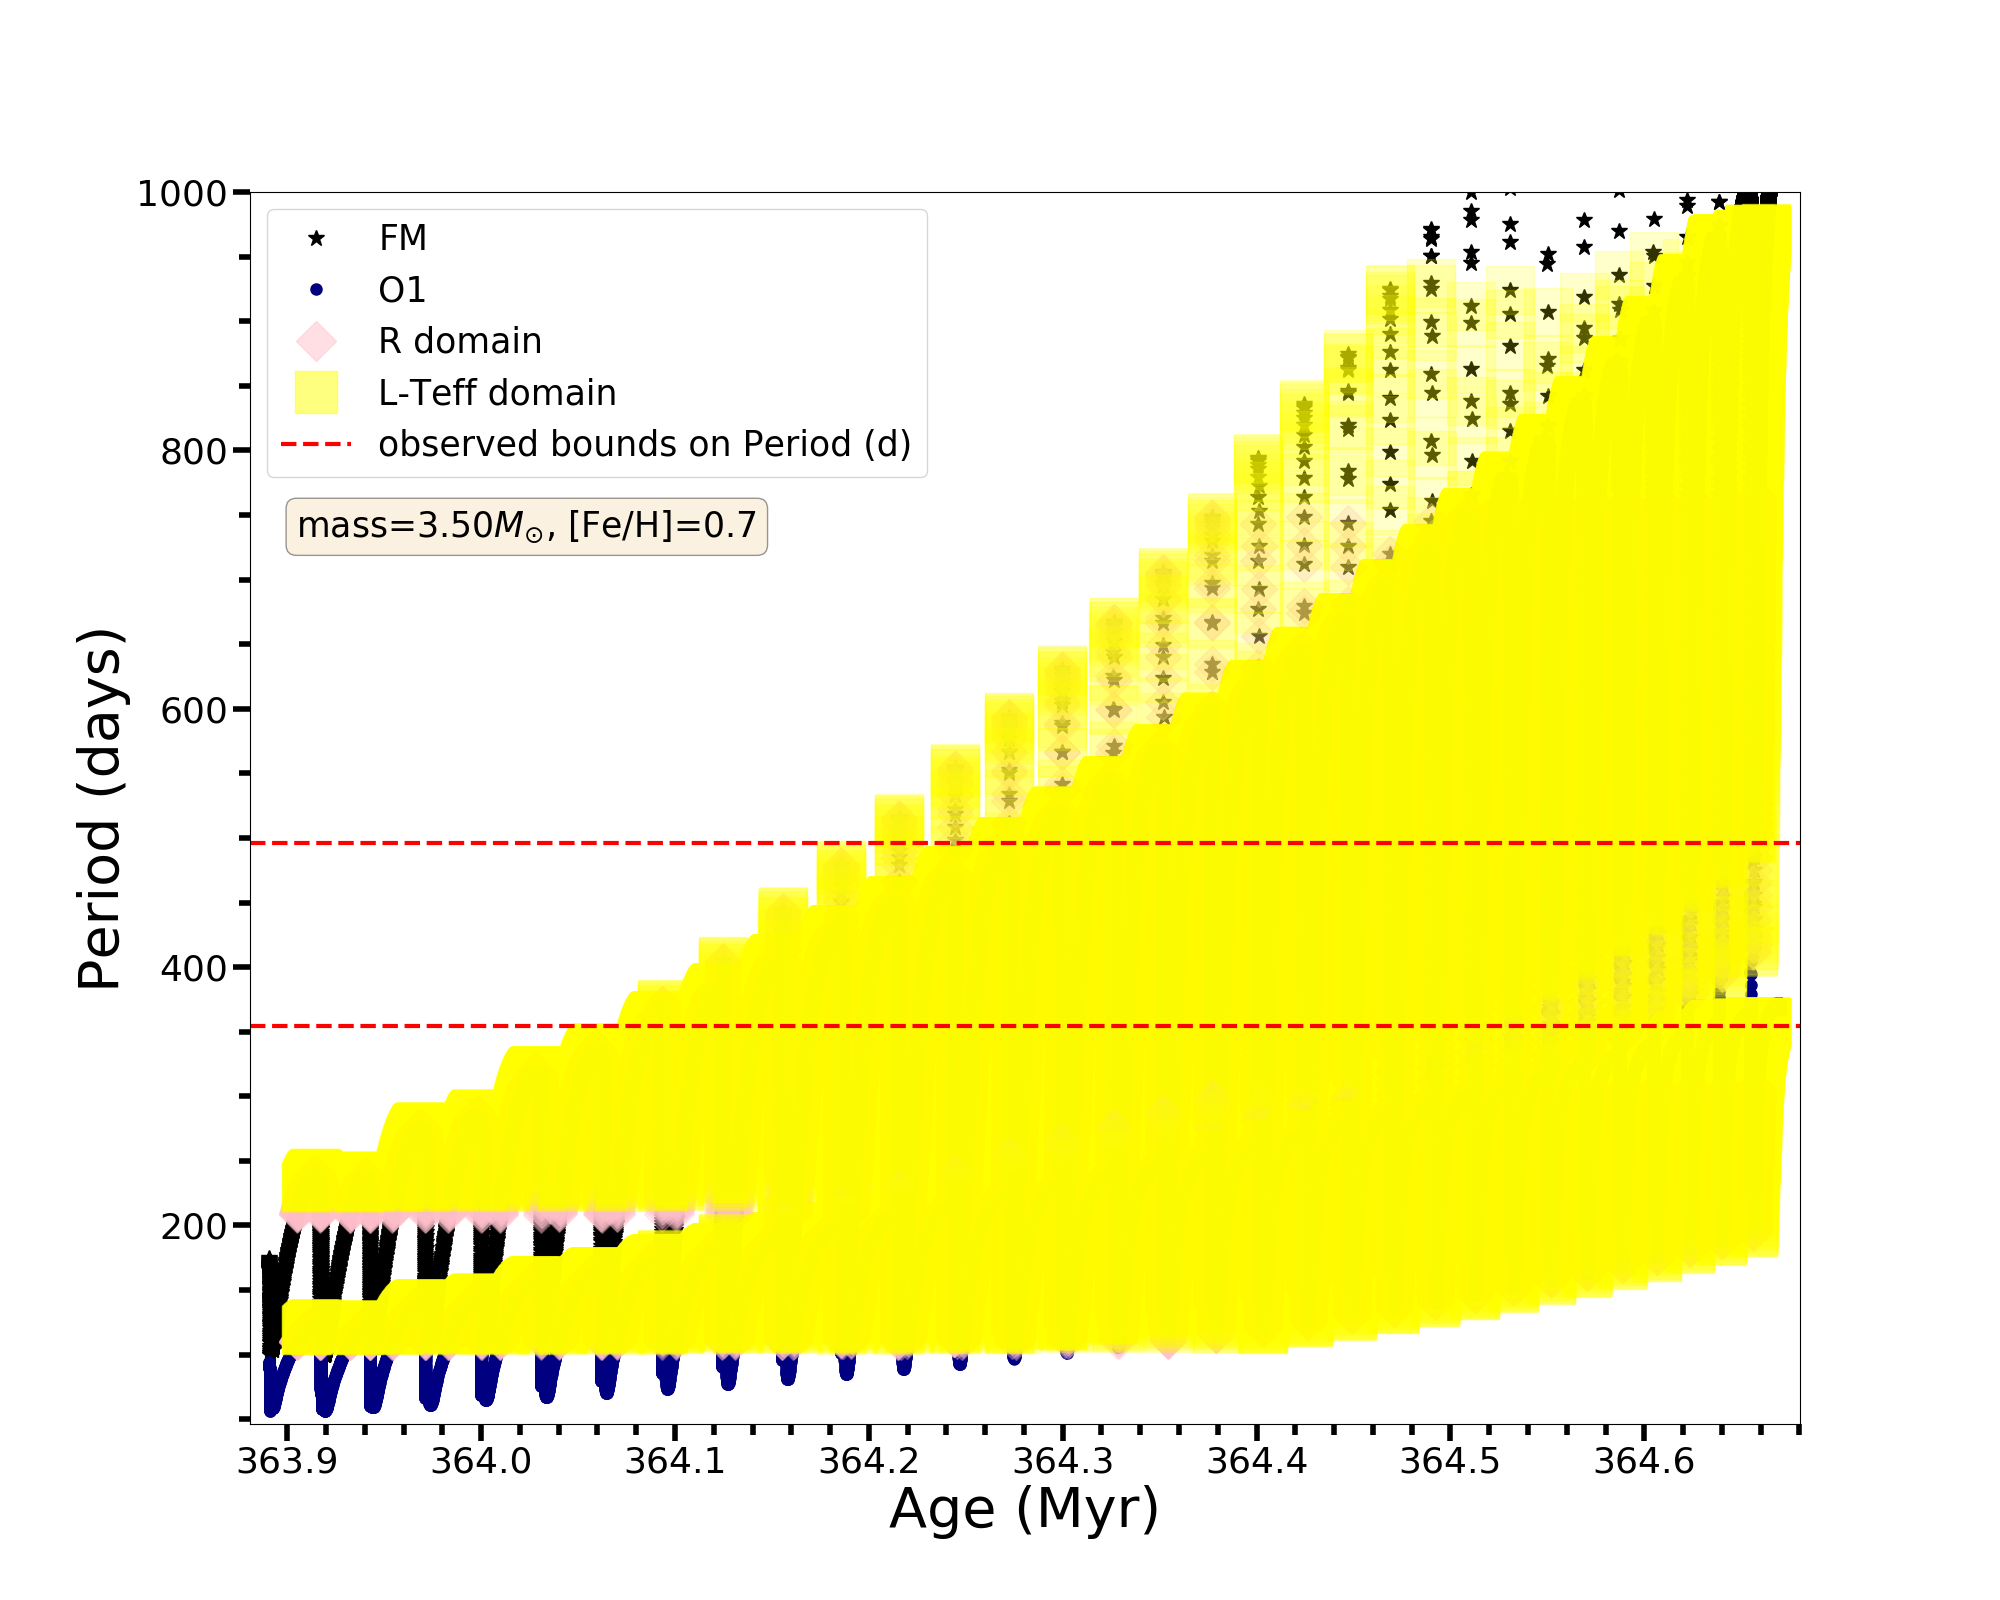 1000
800
600
400
200
Period (days)
FM
O1
R domain
L-Teff domain
observed bounds on Period (d)
mass=3.50M☉, [Fe/H]=0.7
363.9 364.0 364.1 364.2 364.3 364.4 364.5 364.6
Age (Myr)